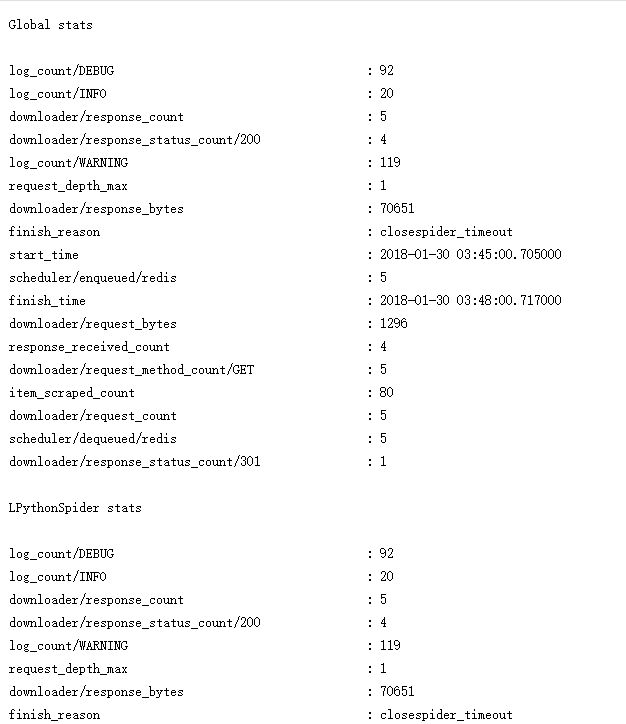 Global stats
log_count/DEBUG : 92
log_count/INFO : 20
downloader/response_count : 5
downloader/response_status_count/200 : 4
log_count/WARNING : 119
request_depth_max : 1
downloader/response_bytes : 70651
finish_reason : closespider_timeout
start_time : 2018-01-30 03:45:00.705000
scheduler/enqueued/redis : 5
finish_time : 2018-01-30 03:48:00.717000
downloader/request_bytes : 1296
response_received_count : 4
downloader/request_method_count/GET : 5
item_scraped_count : 80
downloader/request_count : 5
scheduler/dequeued/redis : 5
downloader/response_status_count/301 : 1
LPythonSpider stats
log_count/DEBUG : 92
log_count/INFO : 20
downloader/response_count : 5
downloader/response_status_count/200 : 4
log_count/WARNING : 119
request_depth_max : 1
downloader/response_bytes : 70651
finish_reason : closespider_timeout